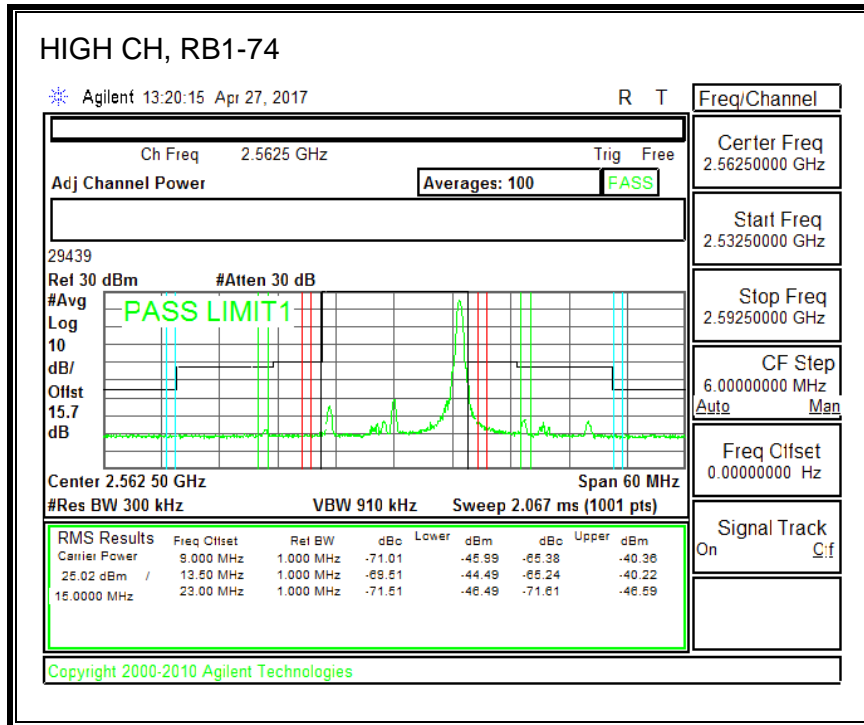 HIGH CH, RB1-74
Agilent 13:20:15 Apr 27, 2017 R T
Freq/Channel
Ch Freq 2.5625 GHz Trig Free
Adj Channel Power Averages: 100 PASS
Center Freq
2.56250000 GHz
Start Freq
2.53250000 GHz
29439
Ref 30 dBm #Atten 30 dB
#Avg
Log
10
dB/
Offst
15.7
dB
PASS LIMIT1
Stop Freq
2.59250000 GHz
CF Step
6.00000000 MHz
Auto Man
Freq Offset
0.00000000 Hz
Center 2.562 50 GHz Span 60 MHz
#Res BW 300 kHz VBW 910 kHz Sweep 2.067 ms (1001 pts)
Signal Track
On Off
RMS Results Freq Offset Ref BW dBc Lower dBm dBc Upper dBm
Carrier Power 9.000 MHz 1.000 MHz -71.01 -45.99 -65.38 -40.36
25.02 dBm / 13.50 MHz 1.000 MHz -69.51 -44.49 -65.24 -40.22
15.0000 MHz 23.00 MHz 1.000 MHz -71.51 -46.49 -71.61 -46.59
Copyright 2000-2010 Agilent Technologies